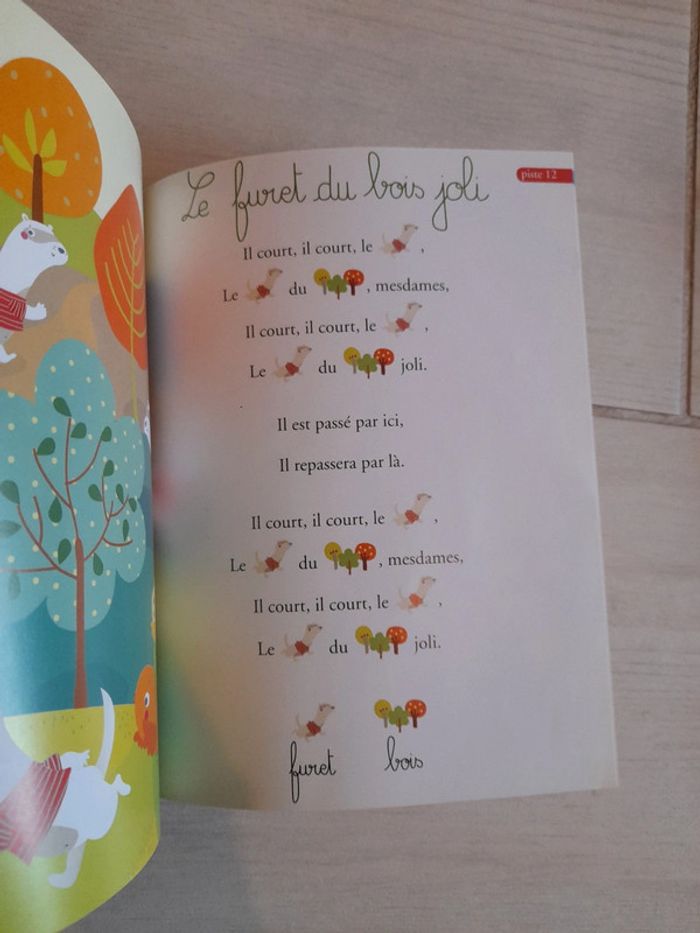 Le furet du bois joli
piste 12
Il court, il court, le ,
Le du , mesdames,
Il court, il court, le ,
Le du joli.
Il est passé par ici,
Il repassera par là.
Il court, il court, le ,
Le du , mesdames,
Il court, il court, le ,
Le du joli.
furet bois